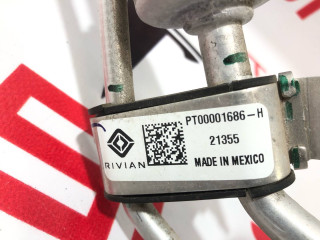 PT00001686-H
21355
RIVIAN
MADE IN MEXICO